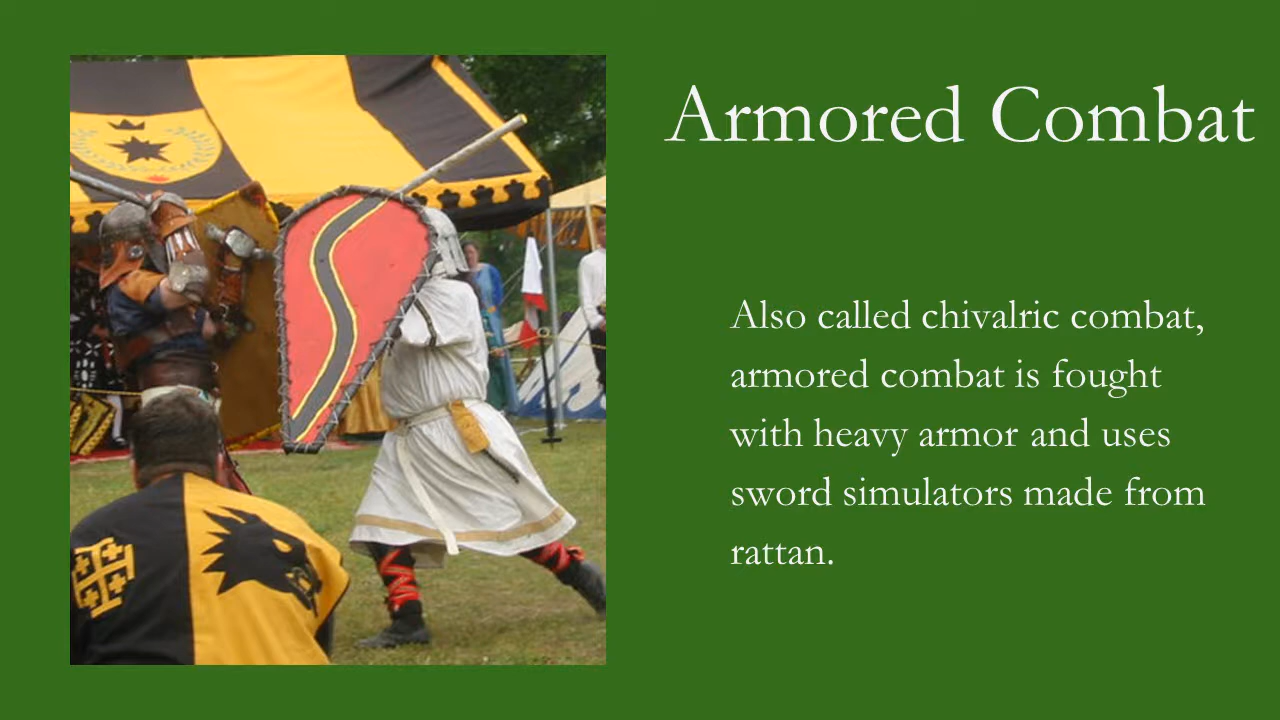 Armored Combat
Also called chivalric combat,
armored combat is fought
with heavy armor and uses
sword simulators made from
rattan.